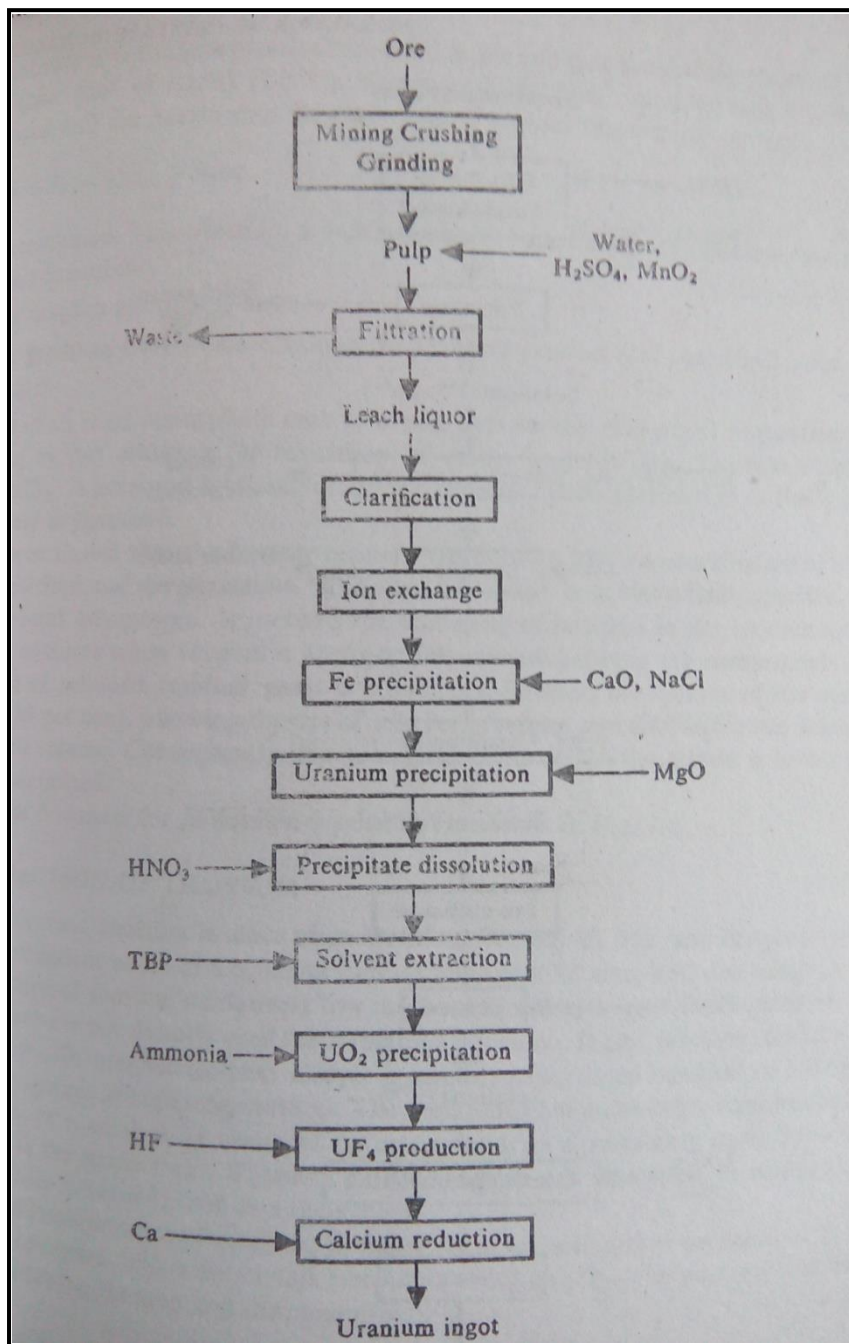 Ore
Mining Crushing
Grinding
Pulp
Water,
H₂SO₄, MnO₂
Waste
Filtration
Leach liquor
Clarification
Ion exchange
Fe precipitation
CaO, NaCl
Uranium precipitation
MgO
HNO₃
Precipitate dissolution
TBP
Solvent extraction
Ammonia
UO₂ precipitation
HF
UF₄ production
Ca
Calcium reduction
Uranium ingot